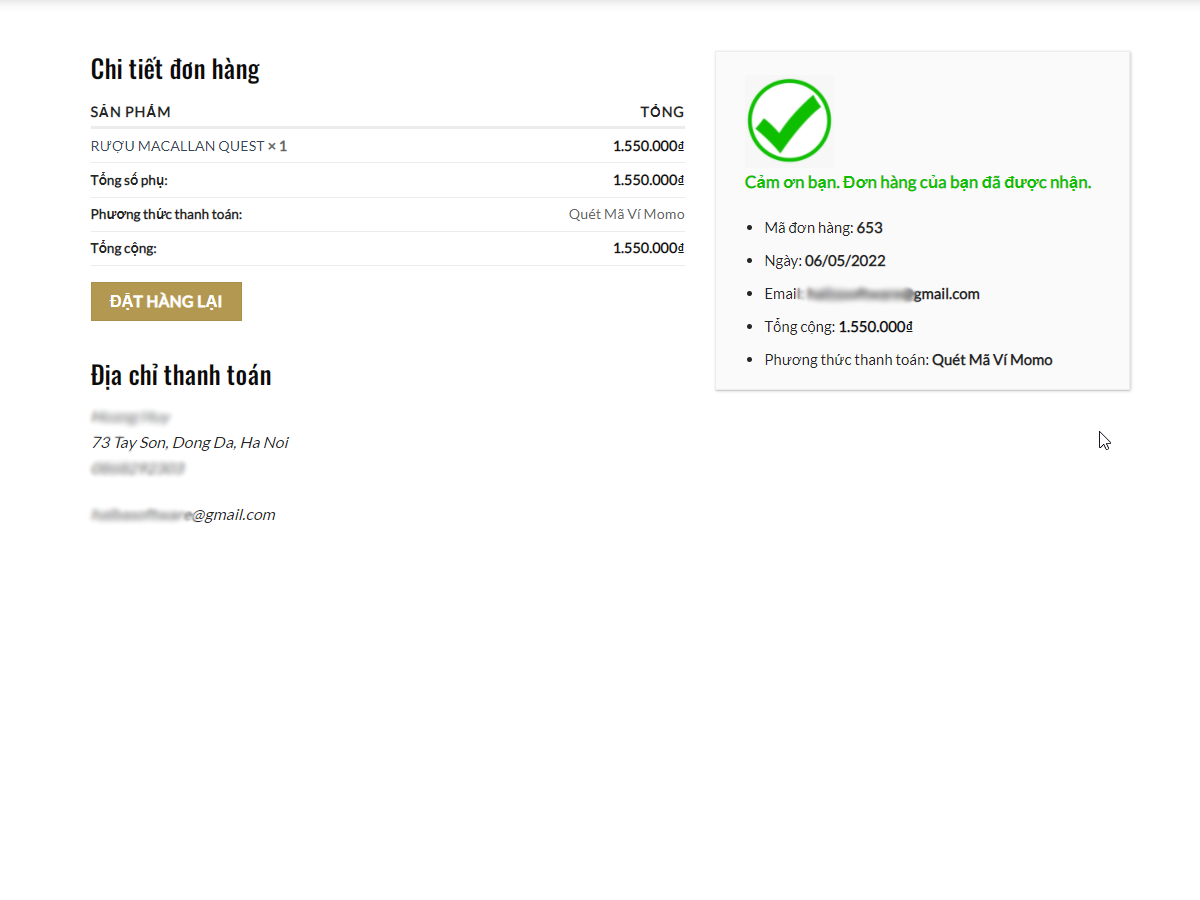 Chi tiết đơn hàng
SẢN PHẨM TỔNG
RƯỢU MACALLAN QUEST × 1 1.550.000₫
Tổng số phụ: 1.550.000₫
Phương thức thanh toán: Quét Mã Ví Momo
Tổng cộng: 1.550.000₫
ĐẶT HÀNG LẠI
Địa chỉ thanh toán
73 Tay Son, Dong Da, Ha Noi
@gmail.com
Cảm ơn bạn. Đơn hàng của bạn đã được nhận.
Mã đơn hàng: 653
Ngày: 06/05/2022
Email: @gmail.com
Tổng cộng: 1.550.000₫
Phương thức thanh toán: Quét Mã Ví Momo